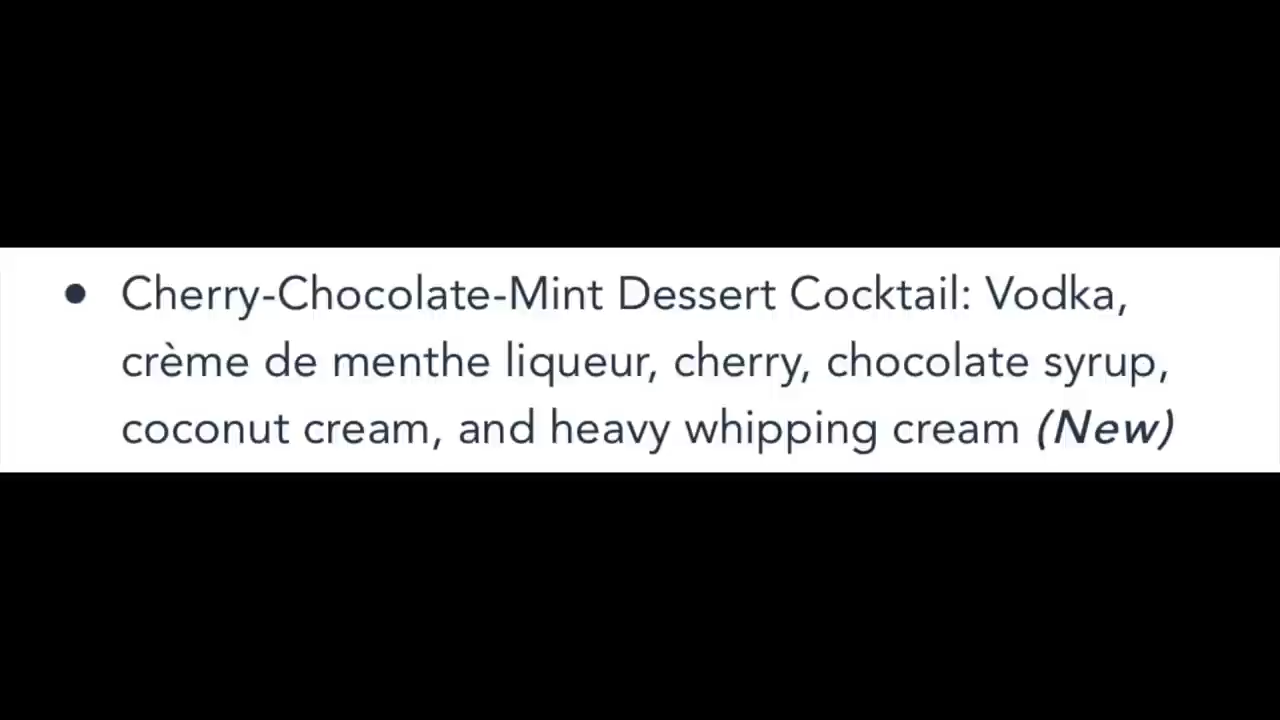 • Cherry-Chocolate-Mint Dessert Cocktail: Vodka,
crème de menthe liqueur, cherry, chocolate syrup,
coconut cream, and heavy whipping cream (New)